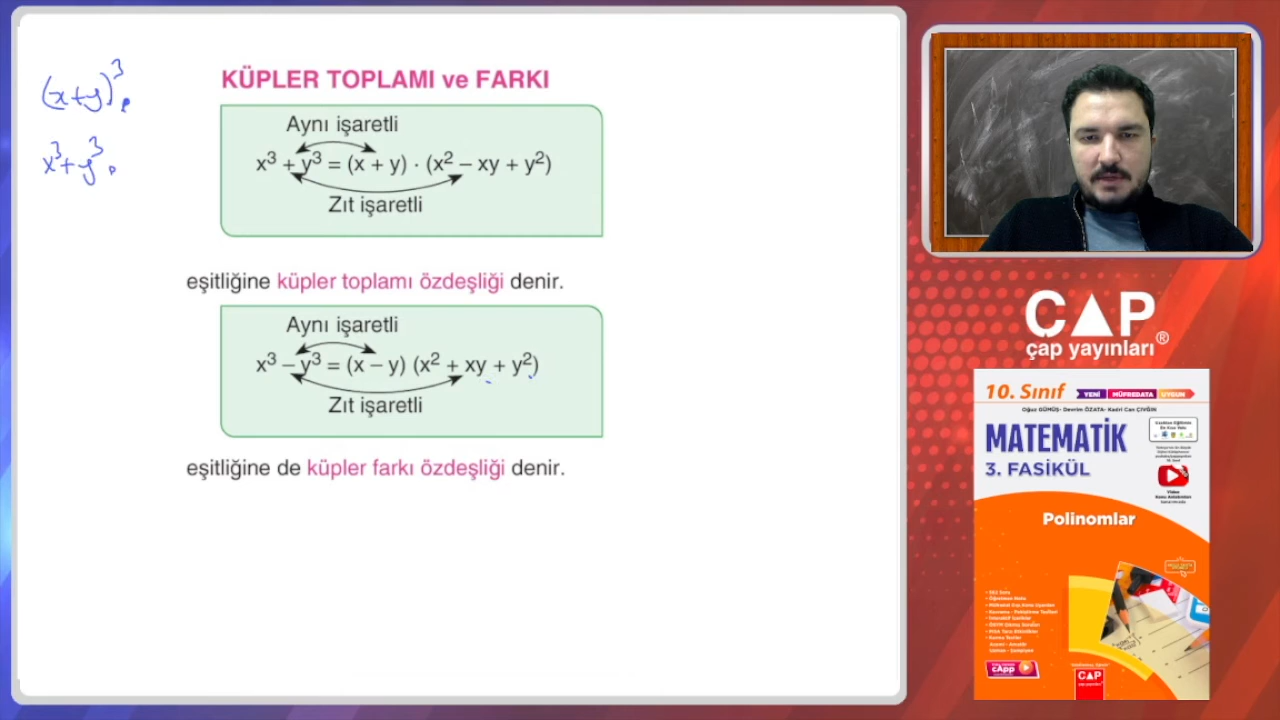 (x+y)³
x³+y³
KÜPLER TOPLAMI ve FARKI
Aynı işaretli
x³ + y³ = (x + y) · (x² – xy + y²)
Zıt işaretli
eşitliğine küpler toplamı özdeşliği denir.
Aynı işaretli
x³ – y³ = (x – y) (x² + xy + y²)
Zıt işaretli
eşitliğine de küpler farkı özdeşliği denir.
ÇAP
çap yayınları®
10. Sınıf
YENİ MÜFREDATA UYGUN
Oğuz GÜMÜŞ- Devrim ÖZATA- Kadri Can ÇIVGIN
MATEMATİK
3. FASİKÜL
Polinomlar
ÇAP